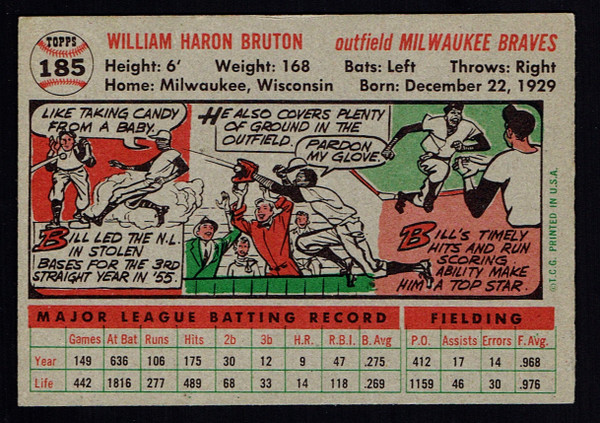 TOPPS
185
WILLIAM HARON BRUTON outfield MILWAUKEE BRAVES
Height: 6' Weight: 168 Bats: Left Throws: Right
Home: Milwaukee, Wisconsin Born: December 22, 1929
LIKE TAKING CANDY
FROM A BABY.
HE ALSO COVERS PLENTY
OF GROUND IN THE
OUTFIELD.
PARDON
MY GLOVE.
BILL LED THE N.L.
IN STOLEN
BASES FOR THE 3RD
STRAIGHT YEAR IN '55.
BILL'S TIMELY
HITS AND RUN
SCORING
ABILITY MAKE
HIM A TOP STAR.
©T.C.G. PRINTED IN U.S.A.
MAJOR LEAGUE BATTING RECORD FIELDING
Games At Bat Runs Hits 2b 3b H.R. R.B.I. B. Avg P.O. Assists Errors F. Avg.
Year 149 636 106 175 30 12 9 47 .275 412 17 14 .968
Life 442 1816 277 489 68 33 14 118 .269 1159 46 30 .976